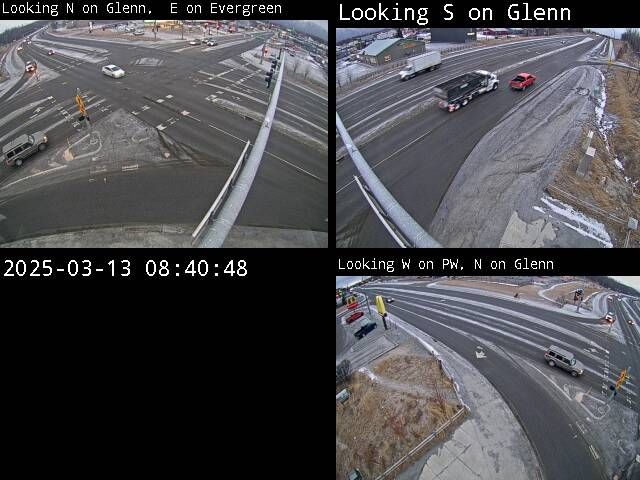 Looking N on Glenn, E on Evergreen
Looking S on Glenn
2025-03-13 08:40:48
Looking W on PW, N on Glenn